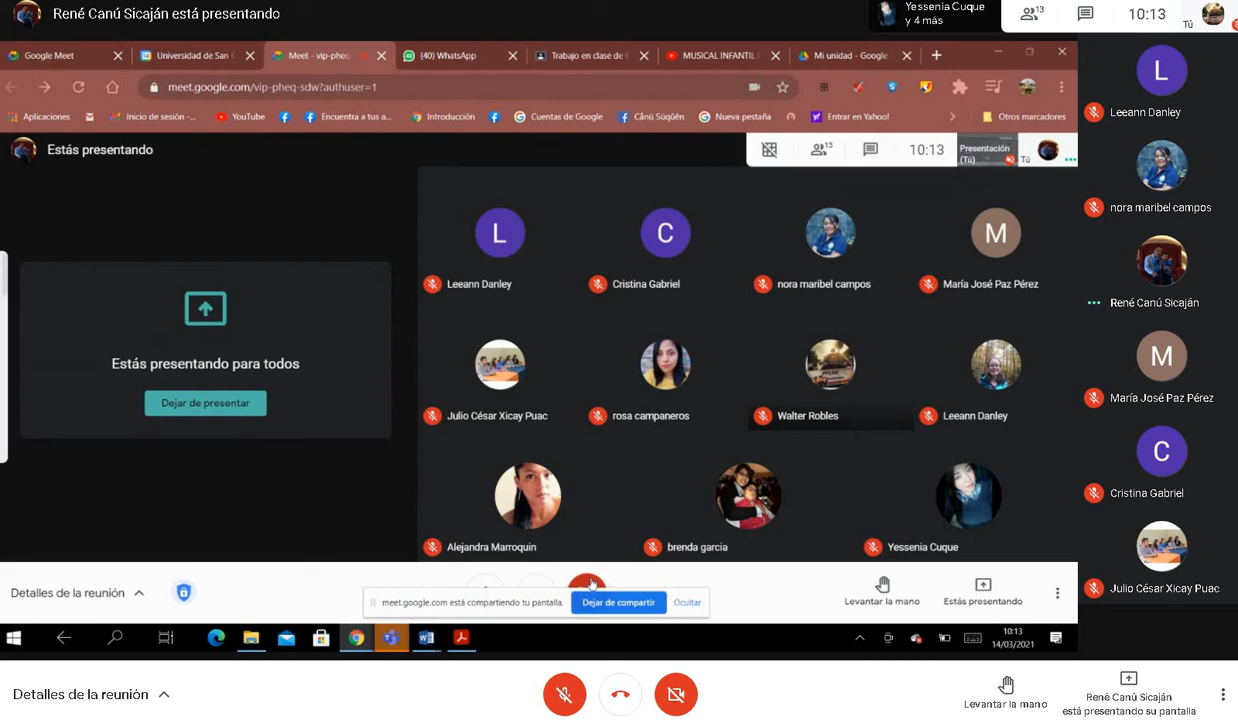 René Canú Sicaján está presentando
Yessenia Cuque
y 4 más
13
10:13
Tú
Google Meet
Universidad de San C
Meet - vip-pheq-
(40) WhatsApp
Trabajo en clase de I
MUSICAL INFANTIL
Mi unidad - Google
meet.google.com/vip-pheq-sdw?authuser=1
Aplicaciones
Inicio de sesión -...
YouTube
Encuentra a tus a...
Introducción
Cuentas de Google
Cânü Süqûën
Nueva pestaña
Entrar en Yahoo!
Otros marcadores
Estás presentando
13
10:13
Presentación
(Tú)
Tú
L
Leeann Danley
C
Cristina Gabriel
nora maribel campos
M
María José Paz Pérez
Julio César Xicay Puac
rosa campaneros
Walter Robles
Leeann Danley
Alejandra Marroquin
brenda garcia
Yessenia Cuque
Estás presentando para todos
Dejar de presentar
Detalles de la reunión
meet.google.com está compartiendo tu pantalla.
Dejar de compartir
Ocultar
Levantar la mano
Estás presentando
10:13
14/03/2021
L
Leeann Danley
nora maribel campos
René Canú Sicaján
M
María José Paz Pérez
C
Cristina Gabriel
Julio César Xicay Puac
Detalles de la reunión
Levantar la mano
René Canú Sicaján
está presentando su pantalla